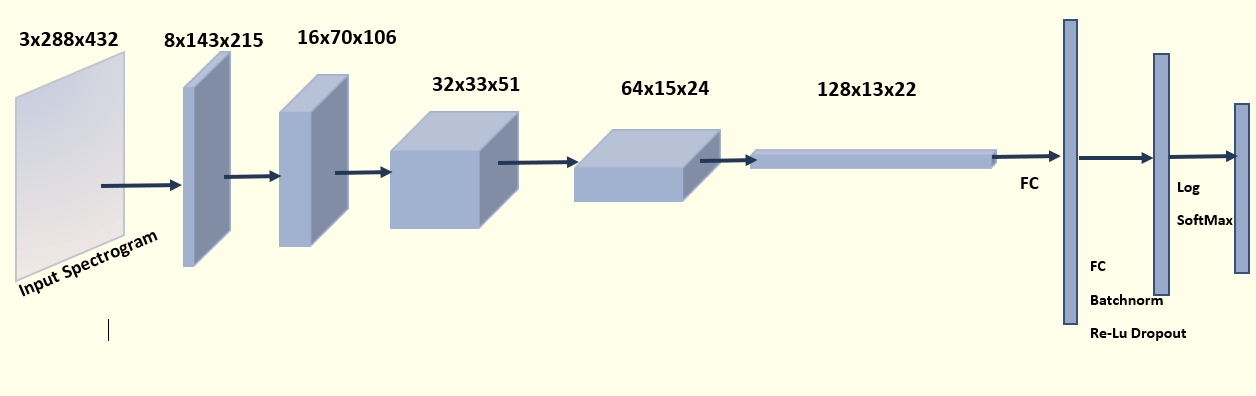 3x288x432
8x143x215
16x70x106
32x33x51
64x15x24
128x13x22
Input Spectrogram
FC
FC
Batchnorm
Re-Lu Dropout
Log
SoftMax